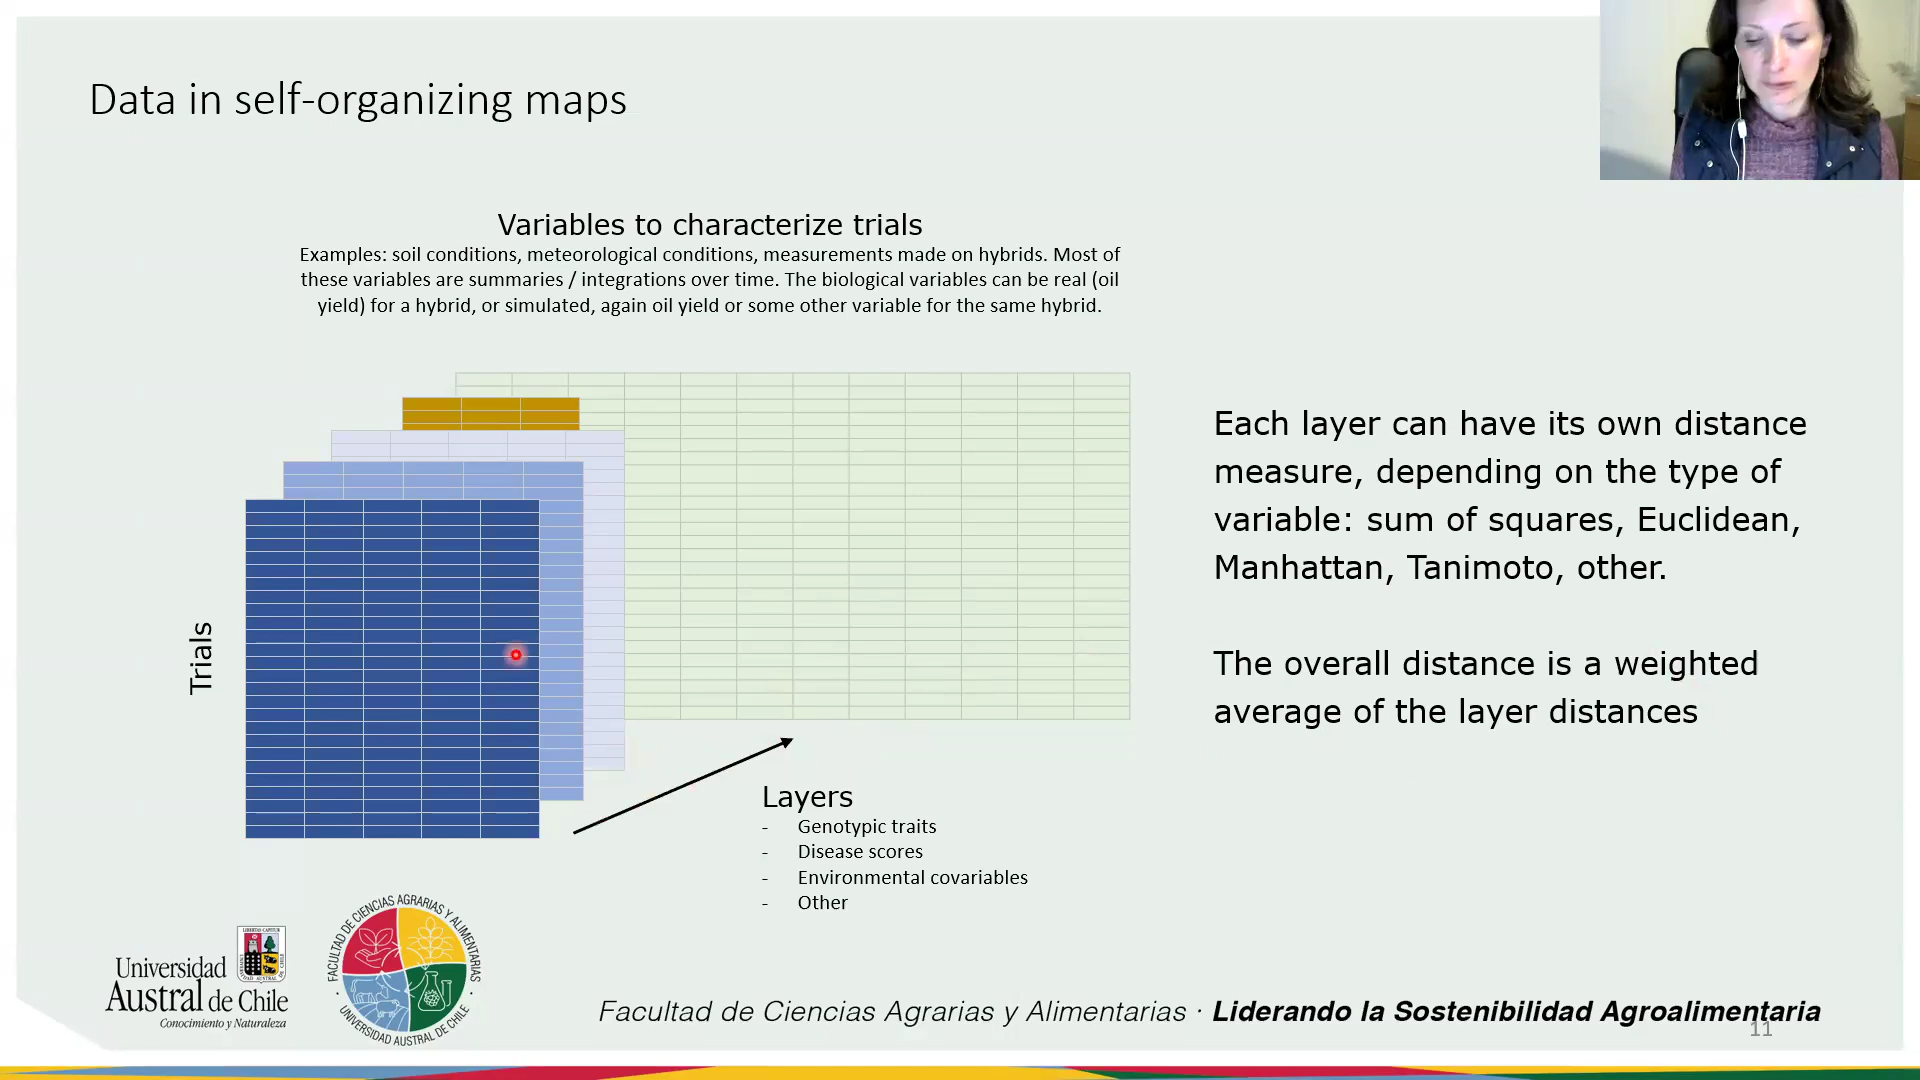 Data in self-organizing maps
Variables to characterize trials
Examples: soil conditions, meteorological conditions, measurements made on hybrids. Most of
these variables are summaries / integrations over time. The biological variables can be real (oil
yield) for a hybrid, or simulated, again oil yield or some other variable for the same hybrid.
Trials
Each layer can have its own distance
measure, depending on the type of
variable: sum of squares, Euclidean,
Manhattan, Tanimoto, other.
The overall distance is a weighted
average of the layer distances
Layers
- Genotypic traits
- Disease scores
- Environmental covariables
- Other
LIBERTAS CAPITUR
Universidad
Austral de Chile
Conocimiento y Naturaleza
FACULTAD DE CIENCIAS AGRARIAS Y ALIMENTARIAS
· UNIVERSIDAD AUSTRAL DE CHILE ·
Facultad de Ciencias Agrarias y Alimentarias · Liderando la Sostenibilidad Agroalimentaria
11